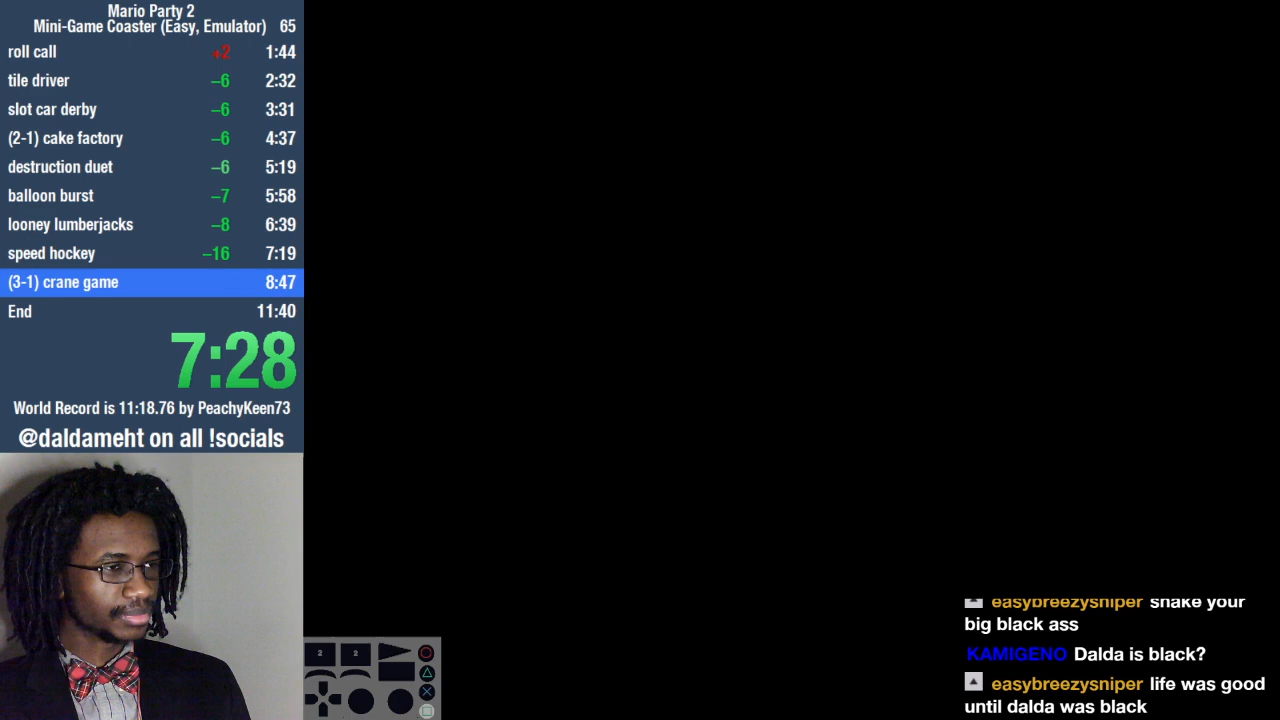 Mario Party 2
Mini-Game Coaster (Easy, Emulator) 65
roll call +2 1:44
tile driver −6 2:32
slot car derby −6 3:31
(2-1) cake factory −6 4:37
destruction duet −6 5:19
balloon burst −7 5:58
looney lumberjacks −8 6:39
speed hockey −16 7:19
(3-1) crane game 8:47
End 11:40
7:28
World Record is 11:18.76 by PeachyKeen73
@daldameht on all !socials
2 2
easybreezysniper shake your
big black ass
KAMIGENO Dalda is black?
easybreezysniper life was good
until dalda was black